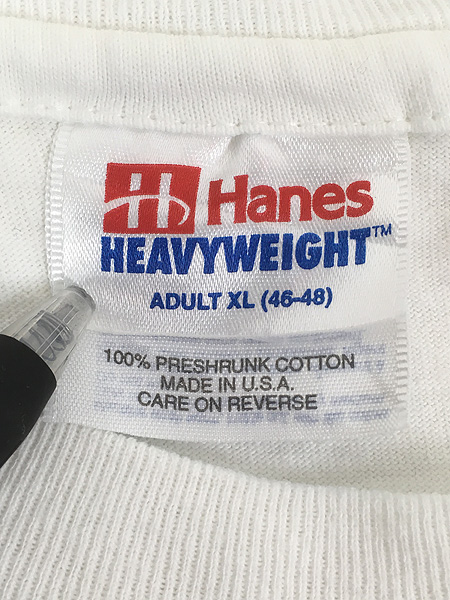 H Hanes
HEAVYWEIGHT™
ADULT XL (46-48)
100% PRESHRUNK COTTON
MADE IN U.S.A.
CARE ON REVERSE